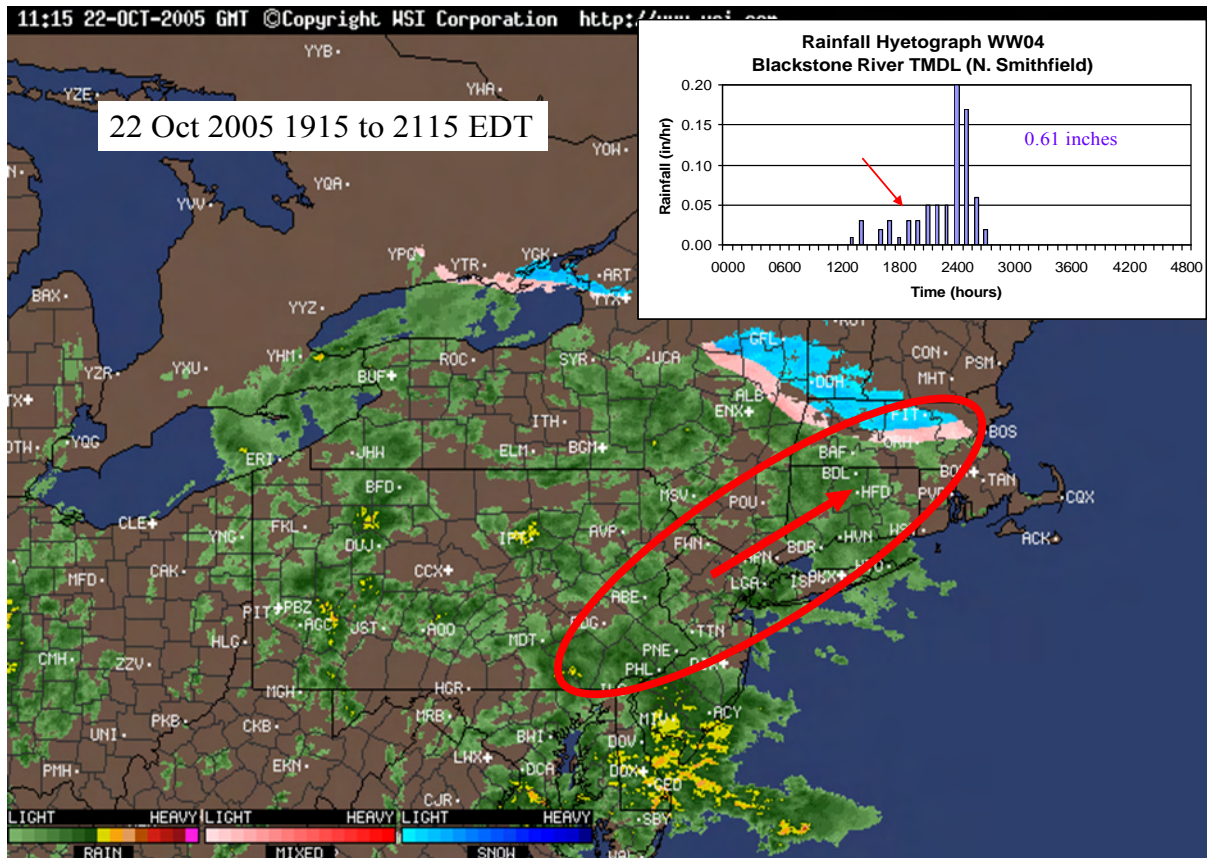 11:15 22-OCT-2005 GMT ©Copyright WSI Corporation
22 Oct 2005 1915 to 2115 EDT
Rainfall Hyetograph WW04
Blackstone River TMDL (N. Smithfield)
0.20
0.15
0.10
0.05
0.00
Rainfall (in/hr)
0.61 inches
0000 0600 1200 1800 2400 3000 3600 4200 4800
Time (hours)
YYB
YZE
YWA
YOW
YQA
YVV
YPQ
YTR
YGK
ART
BAX
YYZ
GFL
CON
PSM
YHM
ROC
SYR
UCA
DDH
MHT
YZR
YXU
BUF
ALB
FIT
ENX
ITH
BOS
YQG
BAF
JHW
ELM
BGM
ERI
BDL
TAN
BFD
MSV
POU
HFD
CQX
CLE
YNG
FKL
IPT
AVP
DUJ
FWN
HVN
ACK
BDR
CAK
CCX
MFD
LGA
PIT
PBZ
ABE
AGC
JST
AOO
HLG
MDT
TTN
CMH
ZZV
PNE
PHL
MGH
HGR
PKB
CKB
MRB
MIV
ACY
UNI
BWI
DOV
LWX
EKN
DCA
DOX
PMH
GED
CJR
SBY
LIGHT HEAVY LIGHT HEAVY LIGHT HEAVY
RAIN MIXED SNOW